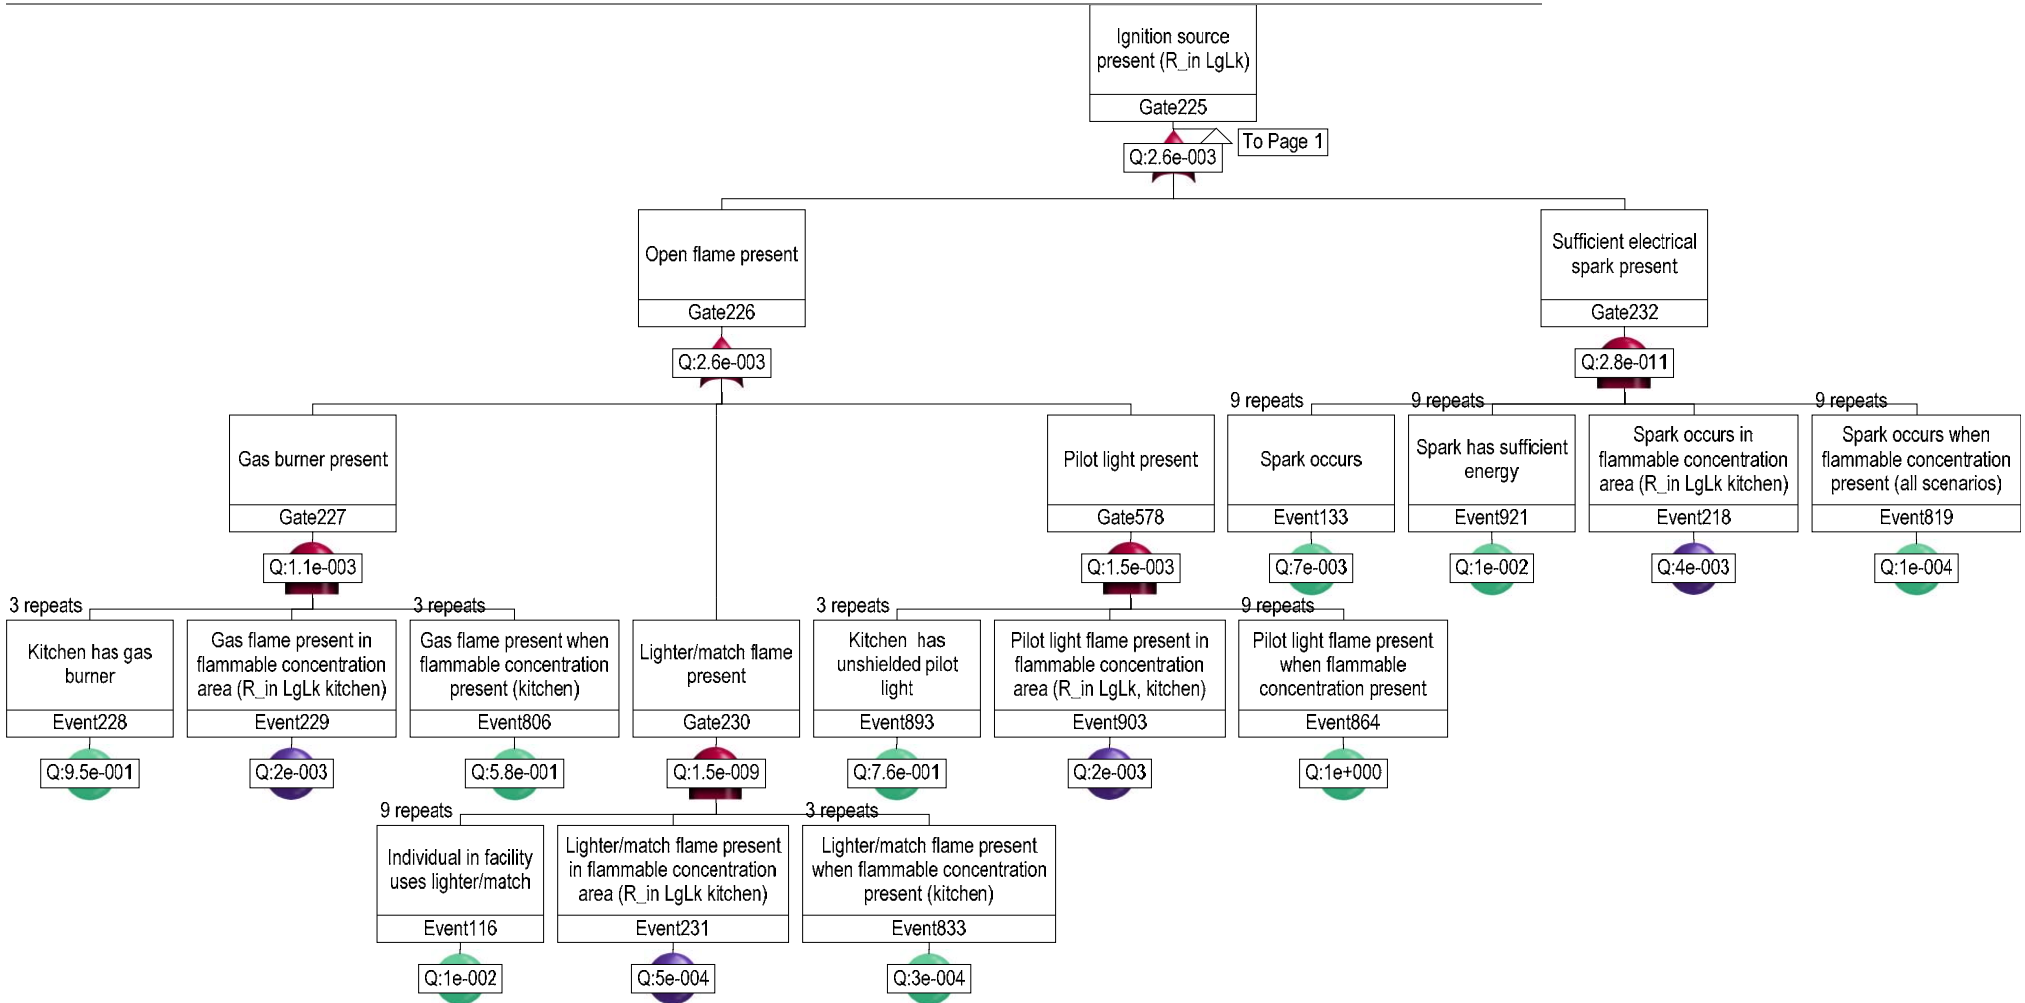 Ignition source
present (R_in LgLk)
Gate225
To Page 1
Q:2.6e-003
Open flame present
Gate226
Q:2.6e-003
Sufficient electrical
spark present
Gate232
Q:2.8e-011
Gas burner present
Gate227
Q:1.1e-003
Pilot light present
Gate578
Q:1.5e-003
9 repeats
Spark occurs
Event133
Q:7e-003
9 repeats
Spark has sufficient
energy
Event921
Q:1e-002
Spark occurs in
flammable concentration
area (R_in LgLk kitchen)
Event218
Q:4e-003
9 repeats
Spark occurs when
flammable concentration
present (all scenarios)
Event819
Q:1e-004
3 repeats
Kitchen has gas
burner
Event228
Q:9.5e-001
Gas flame present in
flammable concentration
area (R_in LgLk kitchen)
Event229
Q:2e-003
3 repeats
Gas flame present when
flammable concentration
present (kitchen)
Event806
Q:5.8e-001
Lighter/match flame
present
Gate230
Q:1.5e-009
3 repeats
Kitchen has
unshielded pilot
light
Event893
Q:7.6e-001
Pilot light flame present in
flammable concentration
area (R_in LgLk, kitchen)
Event903
Q:2e-003
9 repeats
Pilot light flame present
when flammable
concentration present
Event864
Q:1e+000
9 repeats
Individual in facility
uses lighter/match
Event116
Q:1e-002
Lighter/match flame present
in flammable concentration
area (R_in LgLk kitchen)
Event231
Q:5e-004
3 repeats
Lighter/match flame present
when flammable concentration
present (kitchen)
Event833
Q:3e-004